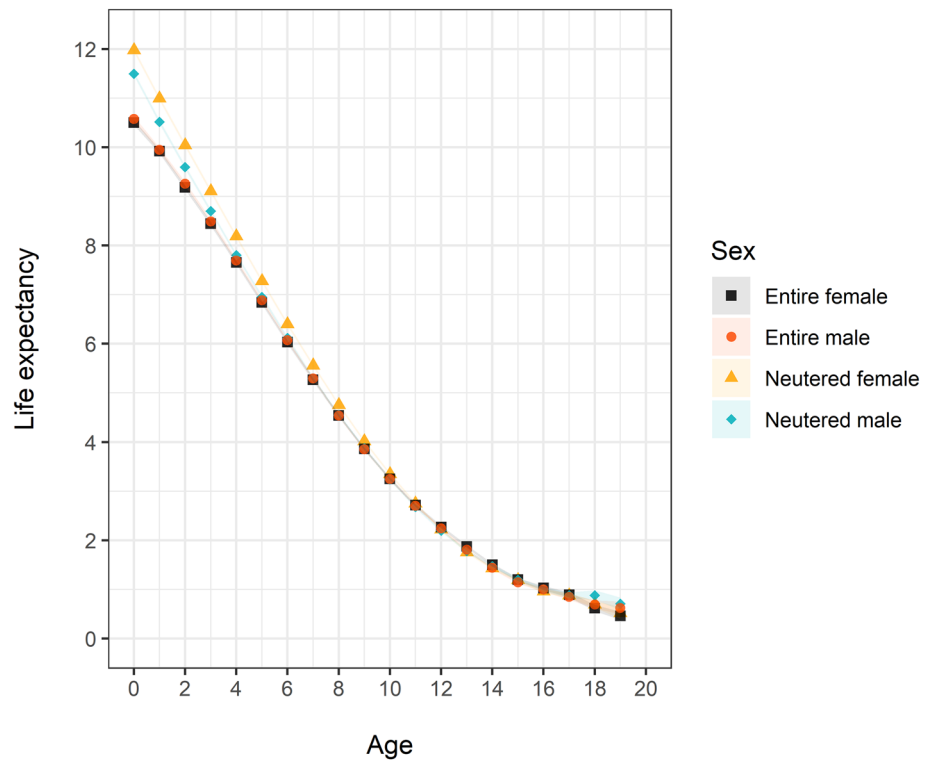 12
10
8
6
4
2
0
Life expectancy
0 2 4 6 8 10 12 14 16 18 20
Age
Sex
Entire female
Entire male
Neutered female
Neutered male